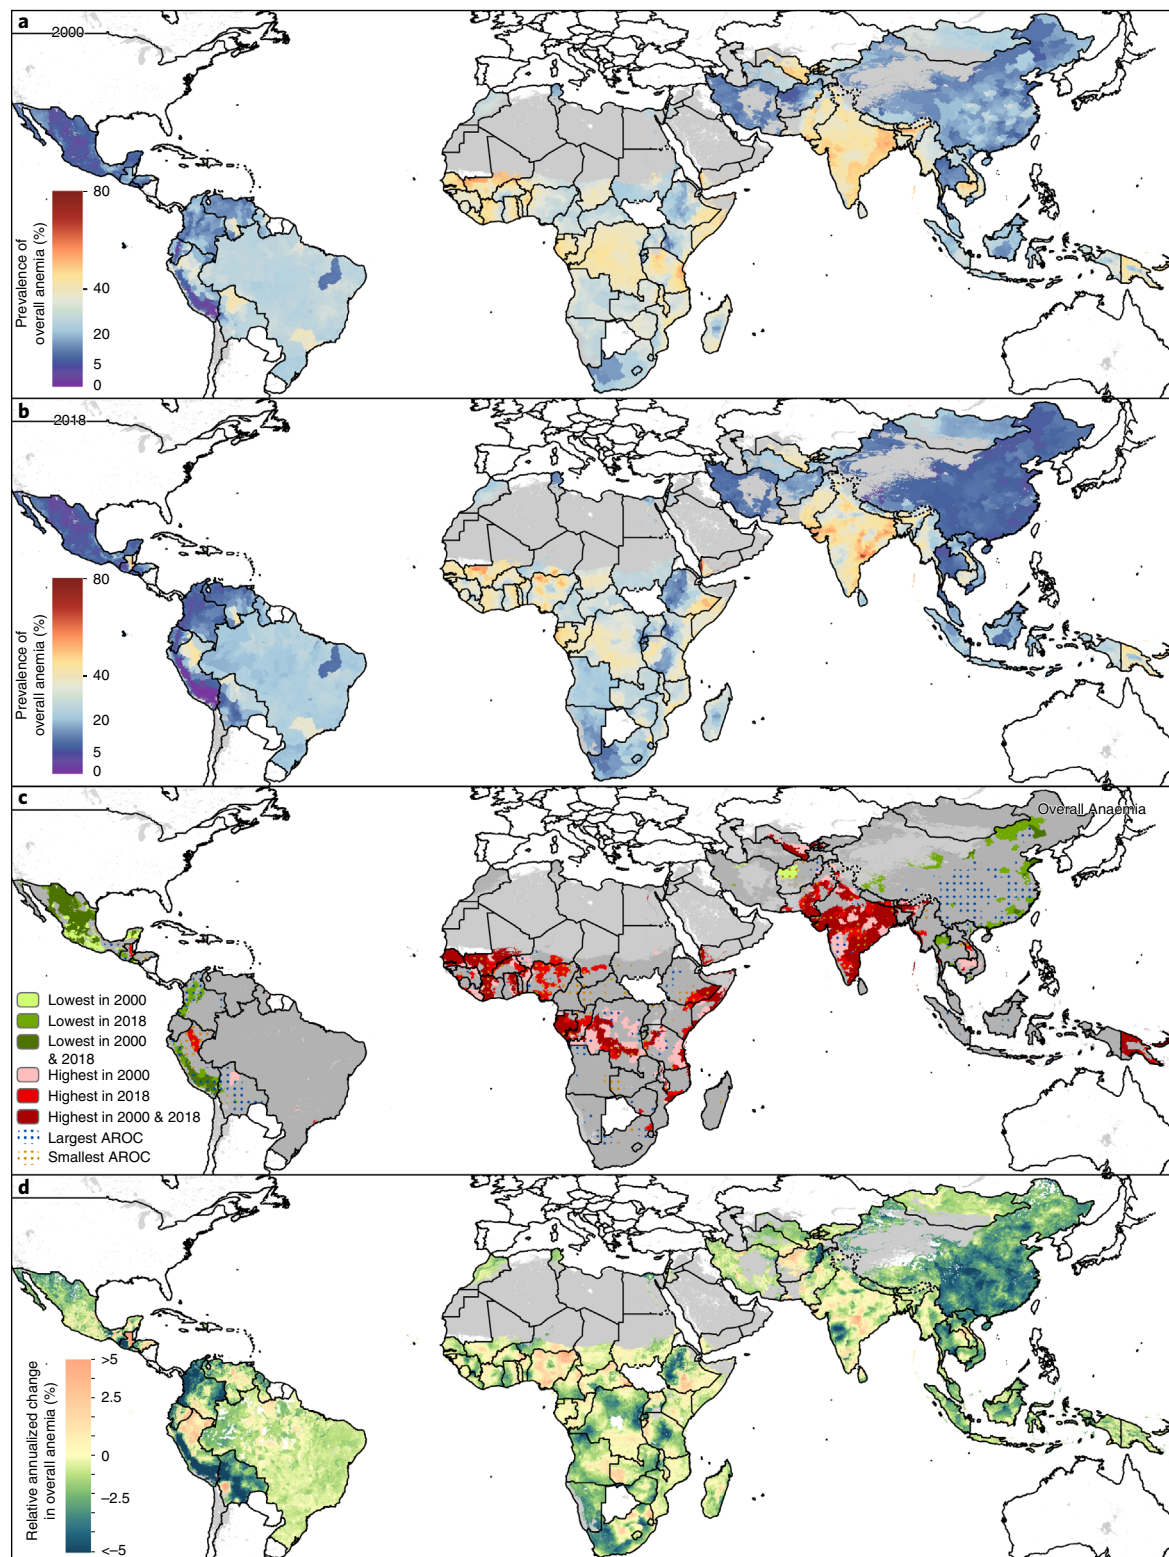 a
2000
Prevalence of
overall anemia (%)
80
40
20
5
0
b
2018
Prevalence of
overall anemia (%)
80
40
20
5
0
c
Overall Anaemia
Lowest in 2000
Lowest in 2018
Lowest in 2000
& 2018
Highest in 2000
Highest in 2018
Highest in 2000 & 2018
Largest AROC
Smallest AROC
d
Relative annualized change
in overall anemia (%)
>5
2.5
0
–2.5
<–5